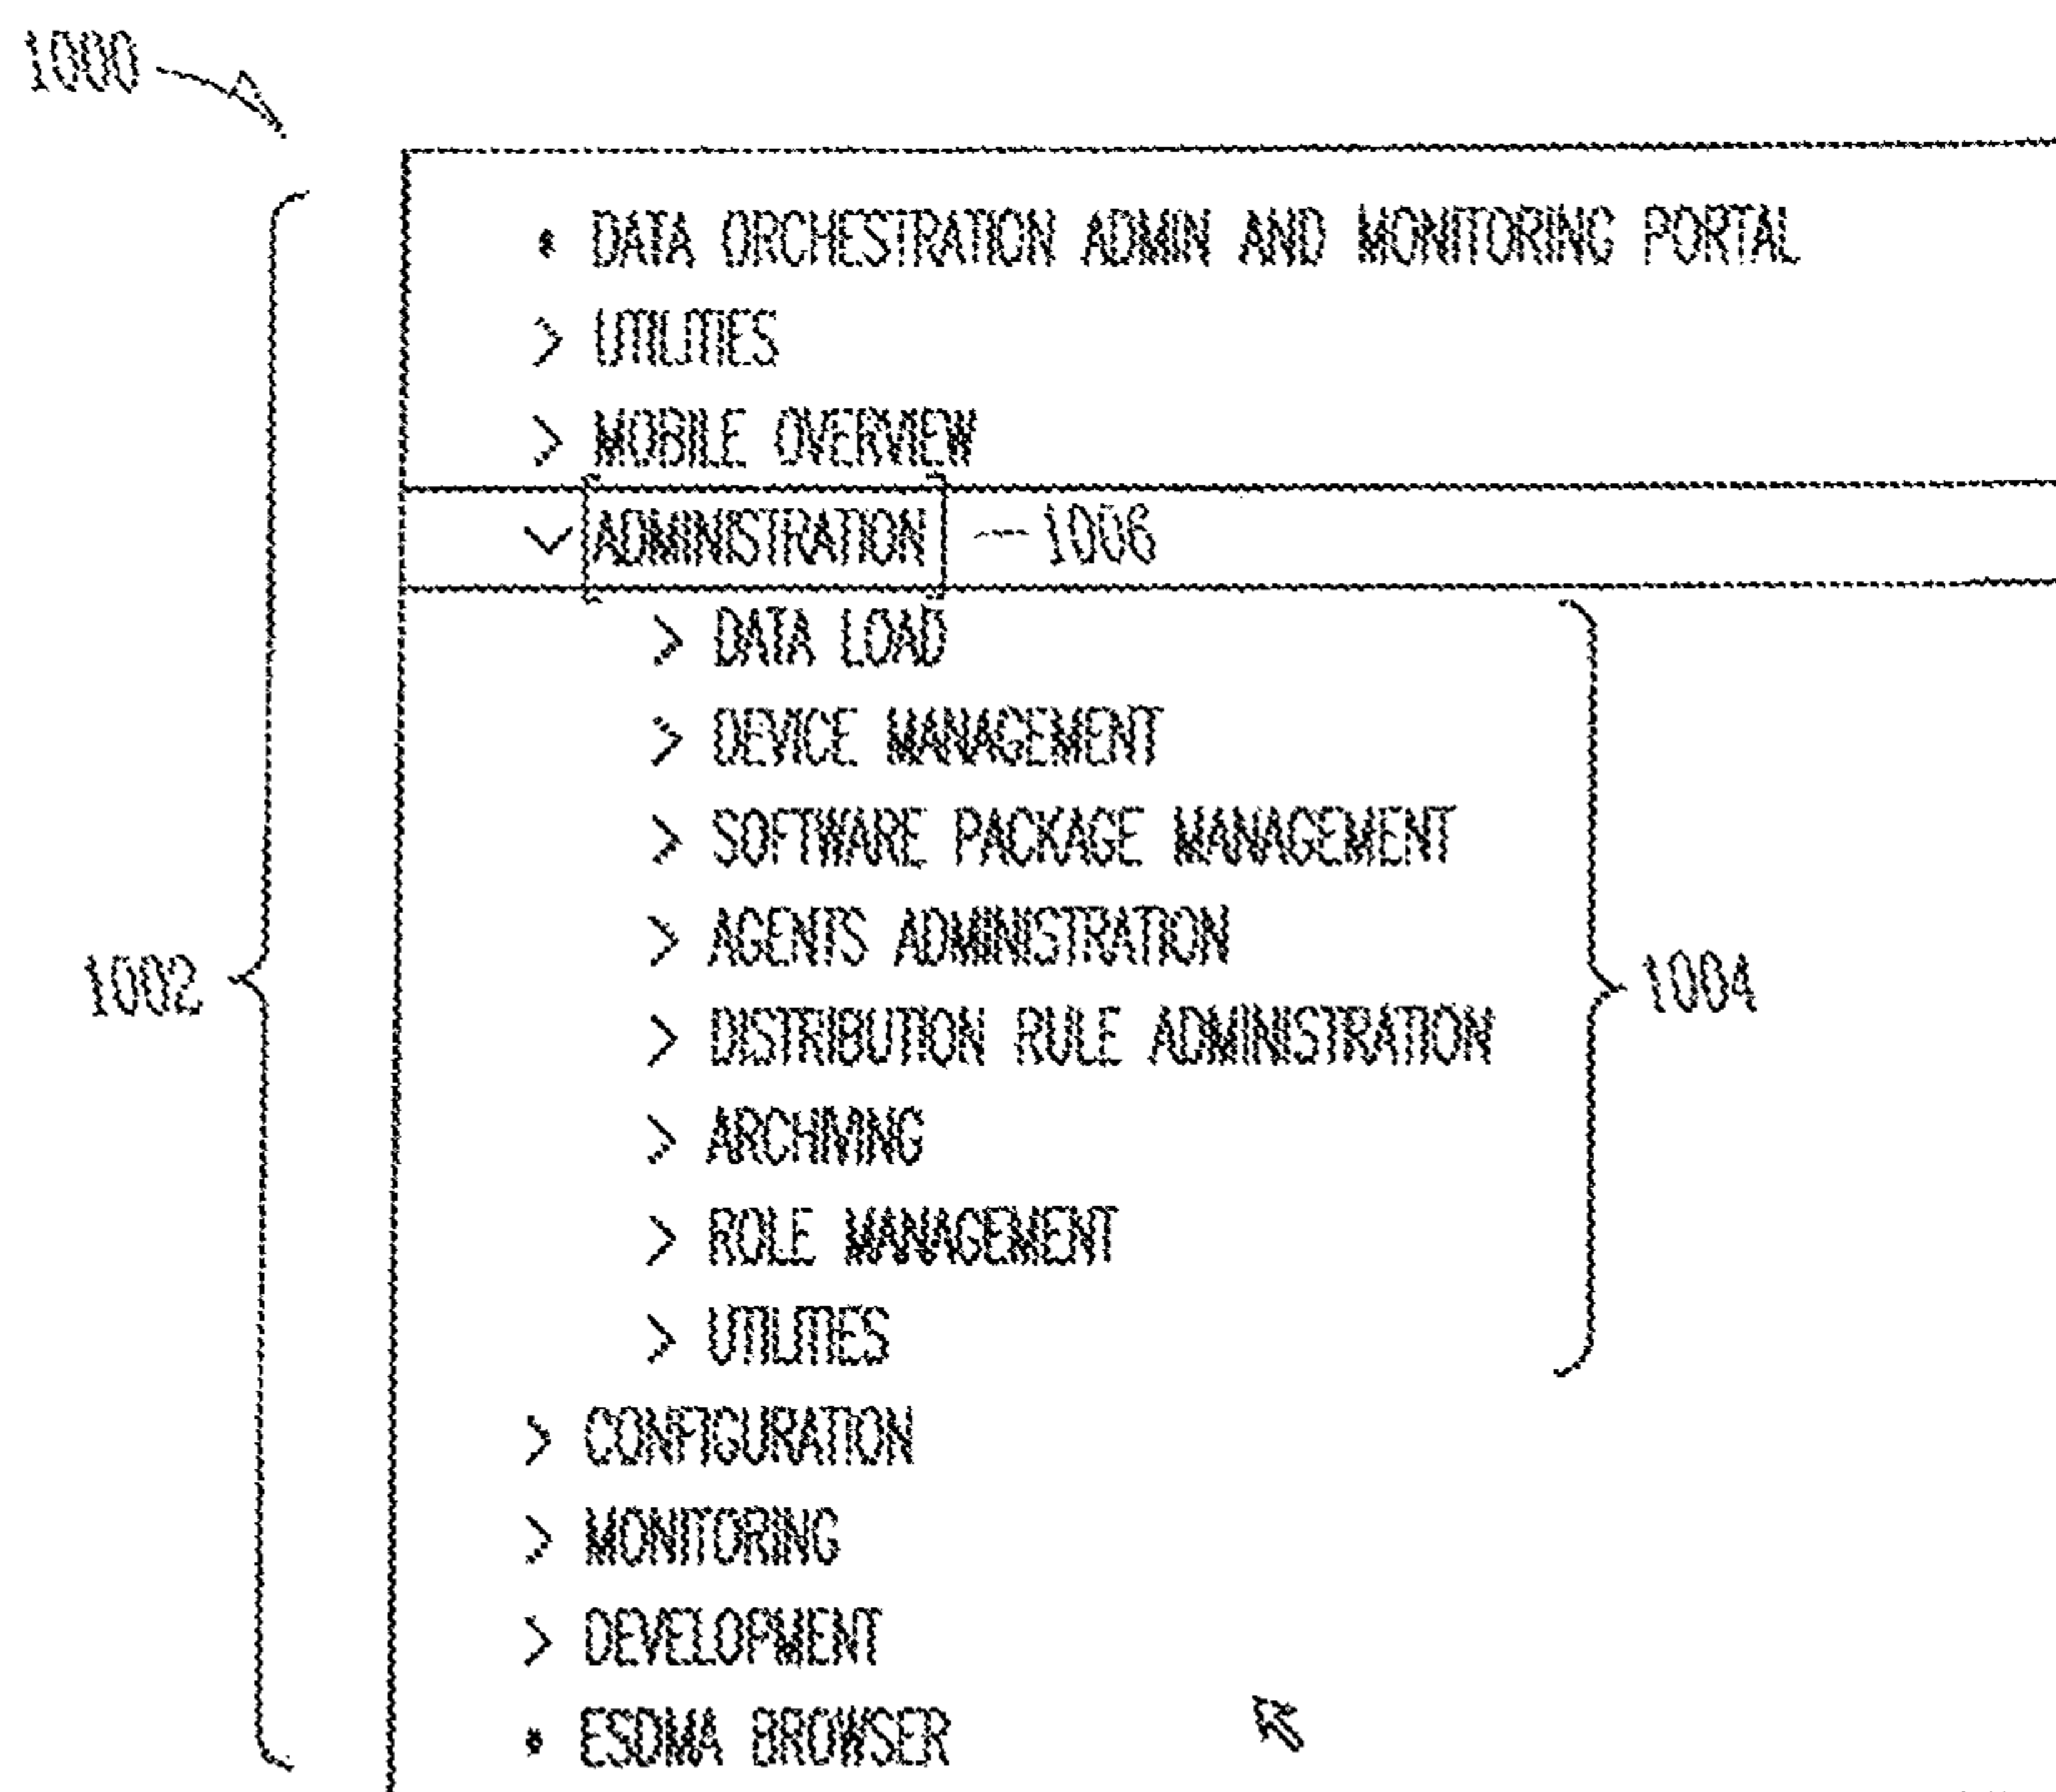 1000
• DATA ORCHESTRATION ADMIN AND MONITORING PORTAL
> UTILITIES
> MOBILE OVERVIEW
ADMINISTRATION 1006
> DATA LOAD
> DEVICE MANAGEMENT
> SOFTWARE PACKAGE MANAGEMENT
> AGENTS ADMINISTRATION
1002
1004
> DISTRIBUTION RULE ADMINISTRATION
> ARCHIVING
> ROLE MANAGEMENT
> UTILITIES
> CONFIGURATION
> MONITORING
> DEVELOPMENT
• ESDMA BROWSER